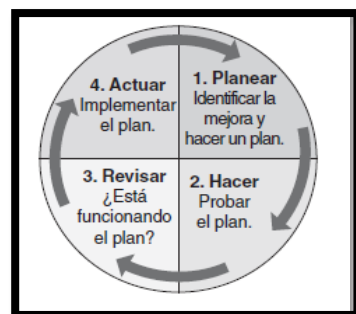 1. Planear
Identificar la
mejora y
hacer un plan.
2. Hacer
Probar
el plan.
3. Revisar
¿Está
funcionando
el plan?
4. Actuar
Implementar
el plan.